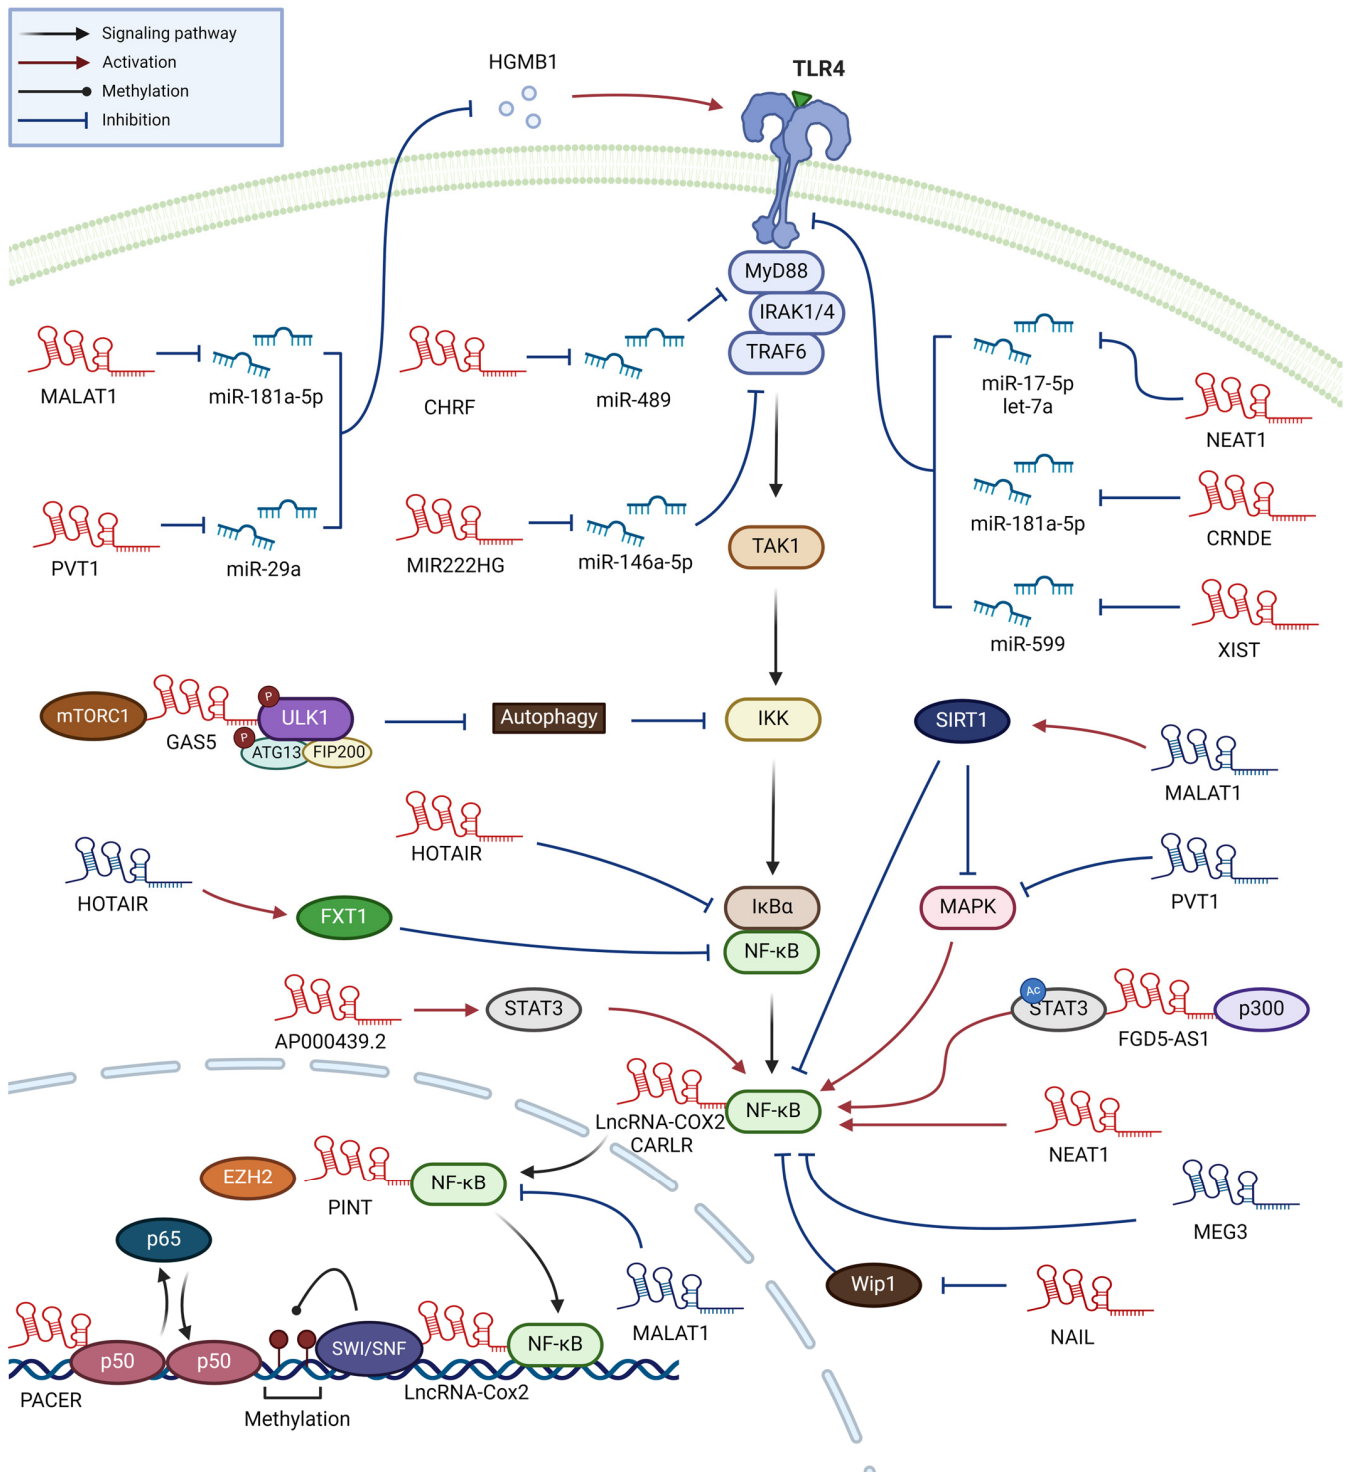 Signaling pathway
Activation
Methylation
Inhibition
HGMB1
TLR4
MyD88
IRAK1/4
TRAF6
MALAT1
miR-181a-5p
CHRF
miR-489
miR-17-5p
let-7a
NEAT1
PVT1
miR-29a
MIR222HG
miR-146a-5p
TAK1
miR-181a-5p
CRNDE
miR-599
XIST
mTORC1
GAS5
P
ULK1
P
ATG13
FIP200
Autophagy
IKK
SIRT1
MALAT1
HOTAIR
HOTAIR
FXT1
IκBα
NF-κB
MAPK
PVT1
AP000439.2
STAT3
Ac
STAT3
FGD5-AS1
p300
LncRNA-COX2
CARLR
NF-κB
NEAT1
EZH2
PINT
NF-κB
MEG3
p65
MALAT1
Wip1
NAIL
PACER
p50
p50
SWI/SNF
LncRNA-Cox2
NF-κB
Methylation